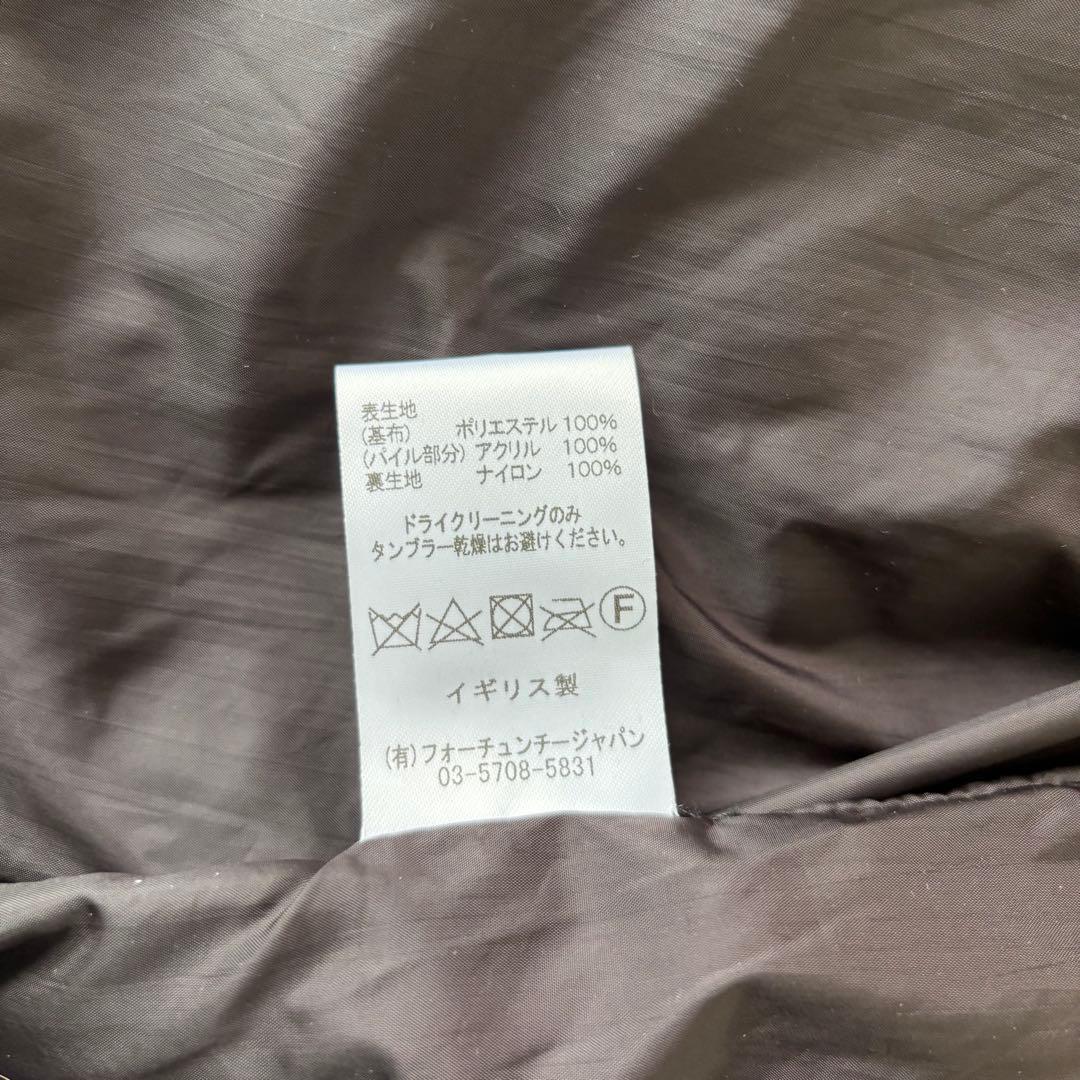 表生地
(基布) ポリエステル 100%
(パイル部分) アクリル 100%
裏生地 ナイロン 100%
ドライクリーニングのみ
タンブラー乾燥はお避けください。
F
イギリス製
(有)フォーチュンチージャパン
03-5708-5831